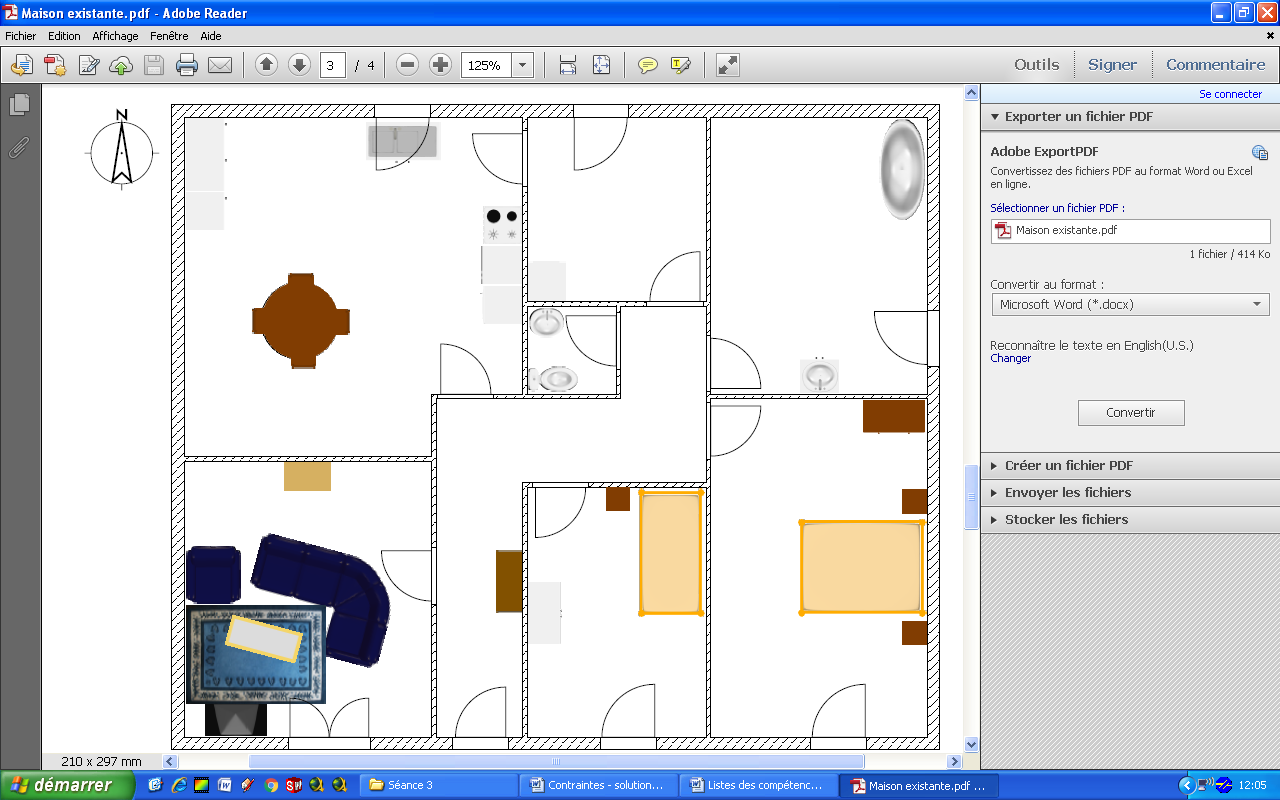 Maison existante.pdf - Adobe Reader
Fichier Edition Affichage Fenêtre Aide
3 / 4 125% Outils Signer Commentaire
Se connecter
Exporter un fichier PDF
Adobe ExportPDF
Convertissez des fichiers PDF au format Word ou Excel
en ligne.
Sélectionner un fichier PDF :
Maison existante.pdf
1 fichier / 414 Ko
Convertir au format :
Microsoft Word (*.docx)
Reconnaître le texte en English(U.S.)
Changer
Convertir
Créer un fichier PDF
Envoyer les fichiers
Stocker les fichiers
N
210 x 297 mm
démarrer Séance 3 Contraintes - solution... Listes des compétenc... Maison existante.pdf ... 12:05